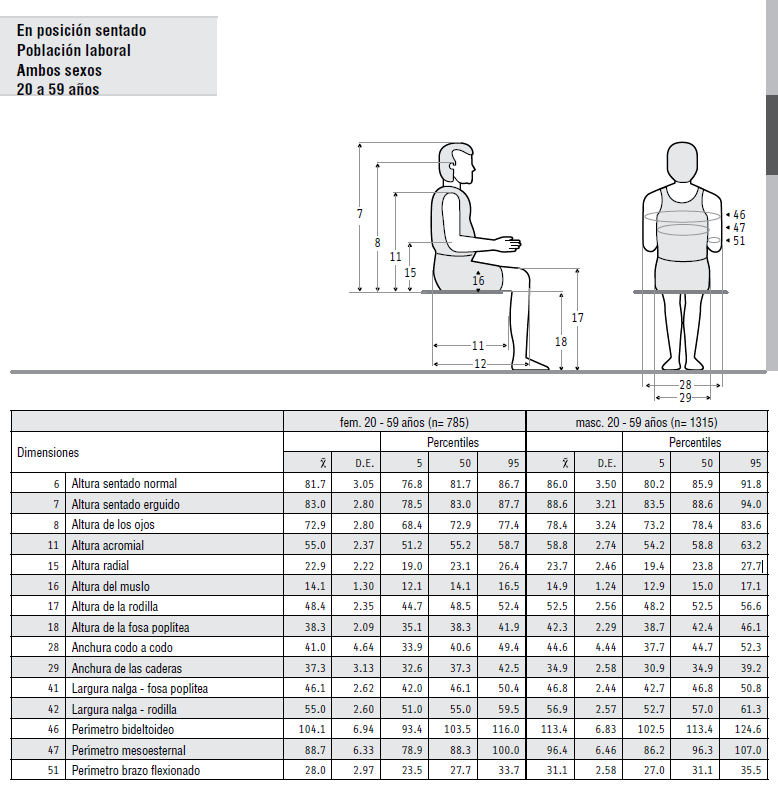 En posición sentado
Población laboral
Ambos sexos
20 a 59 años
7
8
11
15
16
17
18
11
12
46
47
51
28
29
fem. 20 - 59 años (n= 785) masc. 20 - 59 años (n= 1315)
Dimensiones Percentiles Percentiles
x̄ D.E. 5 50 95 x̄ D.E. 5 50 95
6 Altura sentado normal 81.7 3.05 76.8 81.7 86.7 86.0 3.50 80.2 85.9 91.8
7 Altura sentado erguido 83.0 2.80 78.5 83.0 87.7 88.6 3.21 83.5 88.6 94.0
8 Altura de los ojos 72.9 2.80 68.4 72.9 77.4 78.4 3.24 73.2 78.4 83.6
11 Altura acromial 55.0 2.37 51.2 55.2 58.7 58.8 2.74 54.2 58.8 63.2
15 Altura radial 22.9 2.22 19.0 23.1 26.4 23.7 2.46 19.4 23.8 27.7
16 Altura del muslo 14.1 1.30 12.1 14.1 16.5 14.9 1.24 12.9 15.0 17.1
17 Altura de la rodilla 48.4 2.35 44.7 48.5 52.4 52.5 2.56 48.2 52.5 56.6
18 Altura de la fosa poplítea 38.3 2.09 35.1 38.3 41.9 42.3 2.29 38.7 42.4 46.1
28 Anchura codo a codo 41.0 4.64 33.9 40.6 49.4 44.6 4.44 37.7 44.7 52.3
29 Anchura de las caderas 37.3 3.13 32.6 37.3 42.5 34.9 2.58 30.9 34.9 39.2
41 Largura nalga - fosa poplítea 46.1 2.62 42.0 46.1 50.4 46.8 2.44 42.7 46.8 50.8
42 Largura nalga - rodilla 55.0 2.60 51.0 55.0 59.5 56.9 2.57 52.7 57.0 61.3
46 Perímetro bideltoideo 104.1 6.94 93.4 103.5 116.0 113.4 6.83 102.5 113.4 124.6
47 Perímetro mesoesternal 88.7 6.33 78.9 88.3 100.0 96.4 6.46 86.2 96.3 107.0
51 Perímetro brazo flexionado 28.0 2.97 23.5 27.7 33.7 31.1 2.58 27.0 31.1 35.5